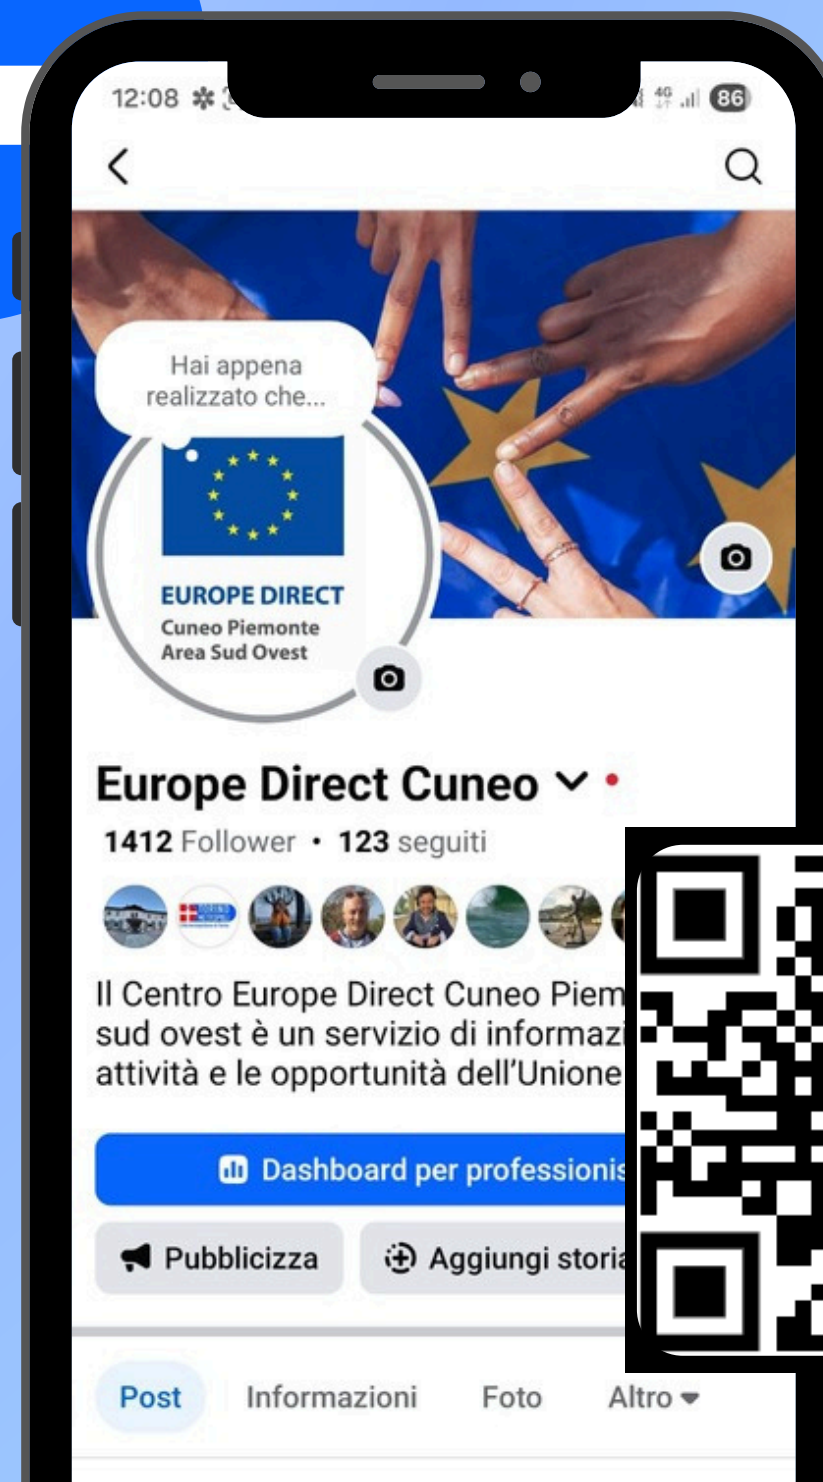 12:08
4G
86
Hai appena
realizzato che...
EUROPE DIRECT
Cuneo Piemonte
Area Sud Ovest
Europe Direct Cuneo
1412 Follower • 123 seguiti
Il Centro Europe Direct Cuneo Piem
sud ovest è un servizio di informazi
attività e le opportunità dell'Unione
Dashboard per professionis
Pubblicizza
Aggiungi storia
Post
Informazioni
Foto
Altro